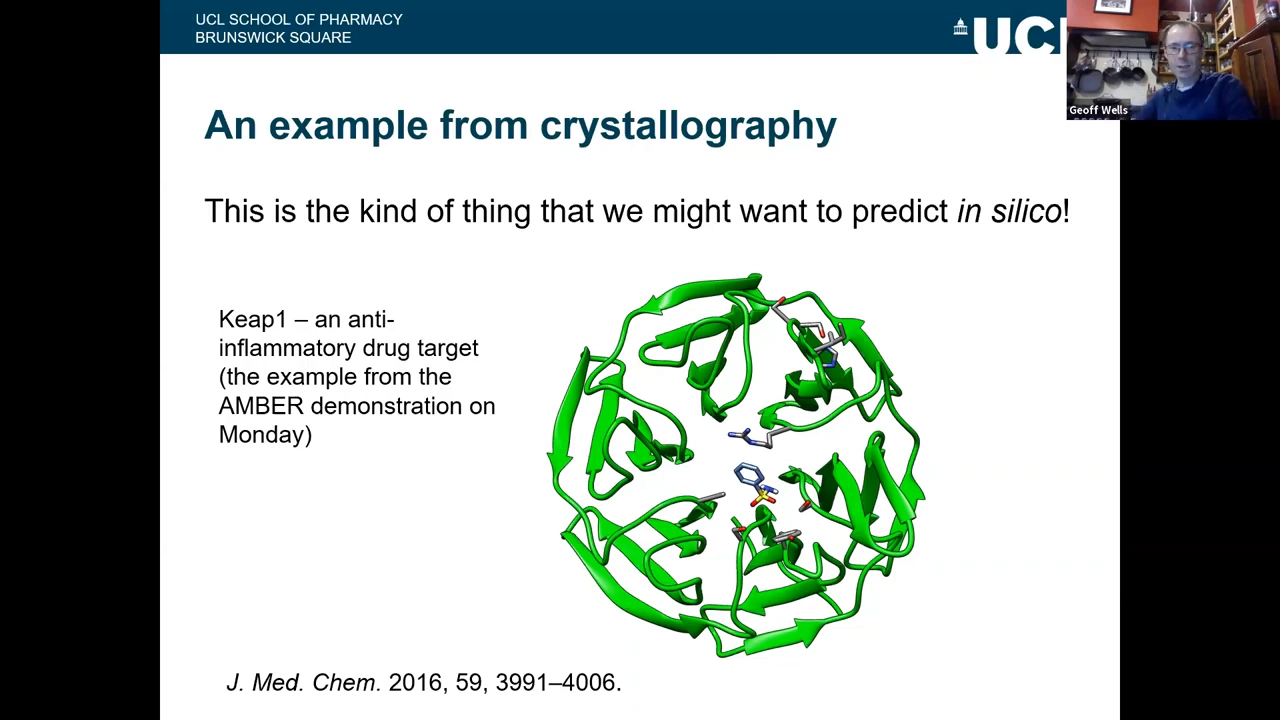 UCL SCHOOL OF PHARMACY
BRUNSWICK SQUARE
UCL
Geoff Wells
An example from crystallography
This is the kind of thing that we might want to predict in silico!
Keap1 – an anti-
inflammatory drug target
(the example from the
AMBER demonstration on
Monday)
J. Med. Chem. 2016, 59, 3991–4006.